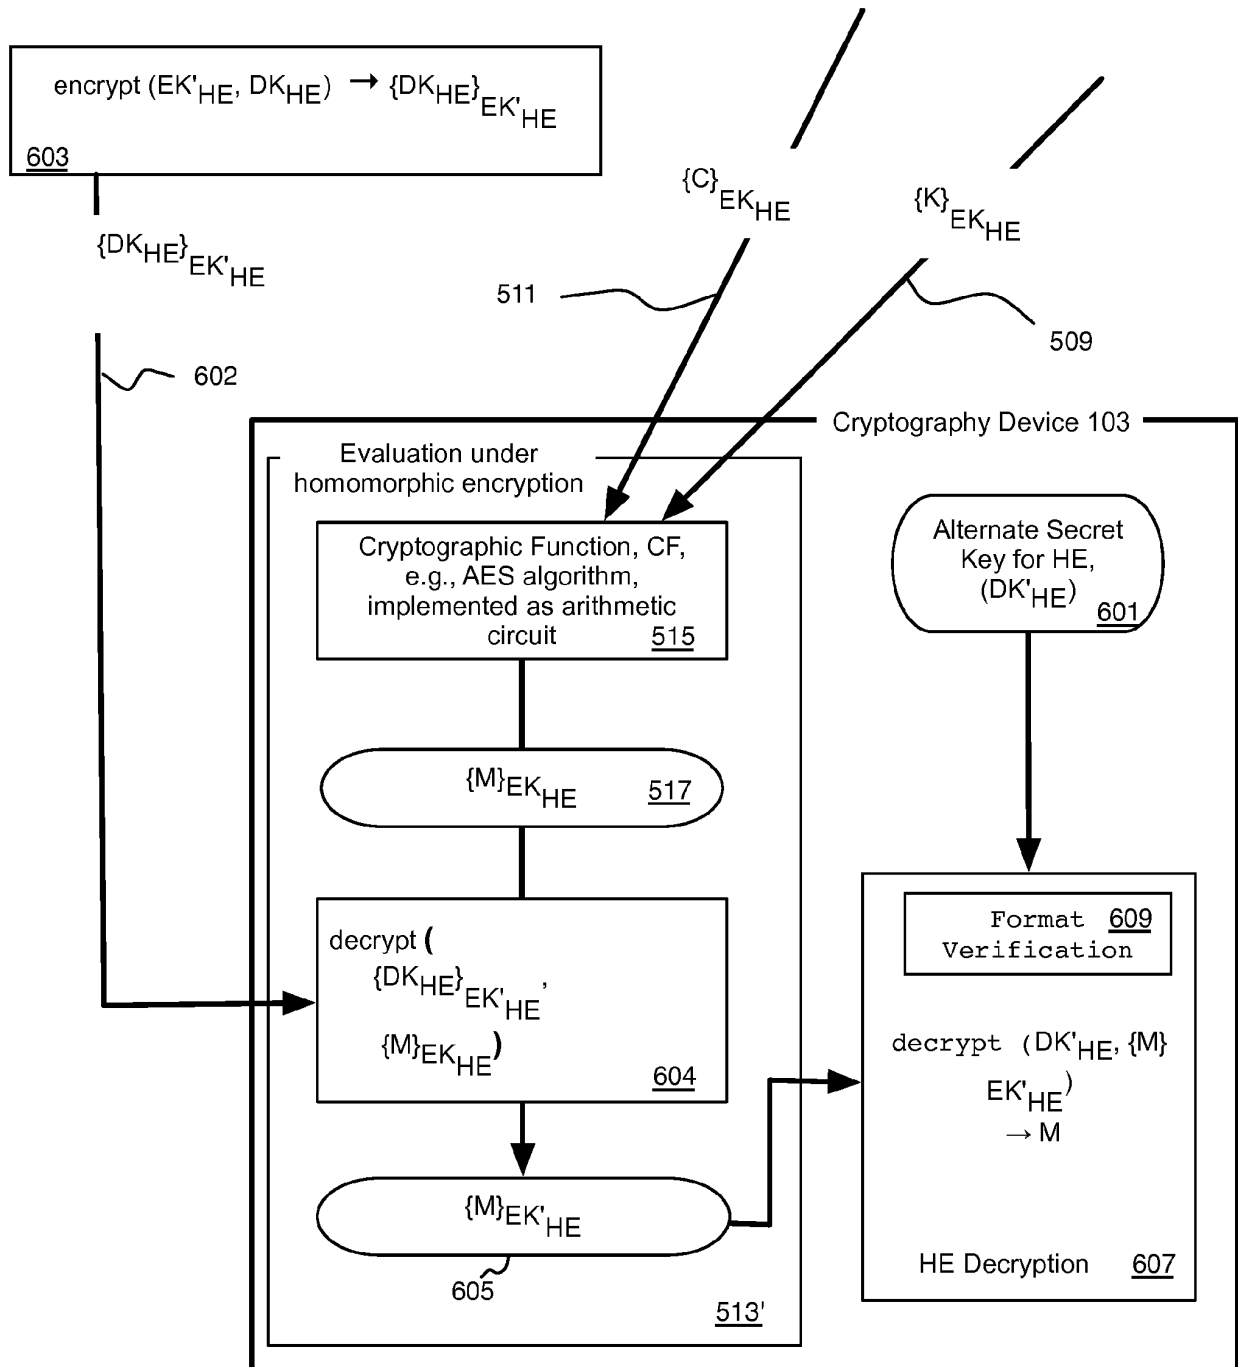 encrypt (EK'HE, DKHE) → {DKHE}EK'HE
603
{C}EKHE
{K}EKHE
{DKHE}EK'HE
511
509
602
Cryptography Device 103
Evaluation under
homomorphic encryption
Cryptographic Function, CF,
e.g., AES algorithm,
implemented as arithmetic
circuit 515
Alternate Secret
Key for HE,
(DK'HE)
601
{M}EKHE 517
decrypt (
{DKHE}EK'HE,
{M}EKHE)
604
Format 609
Verification
decrypt (DK'HE, {M}
EK'HE)
→ M
{M}EK'HE
605
HE Decryption 607
513'